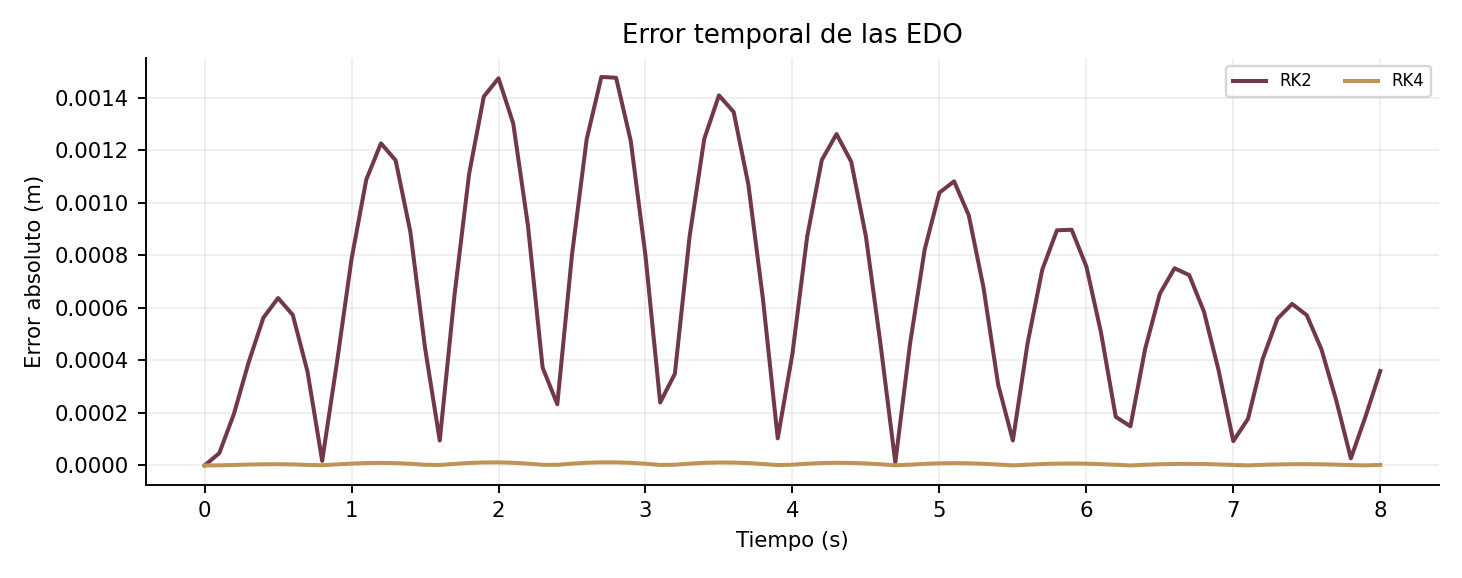 Error temporal de las EDO
RK2 RK4
Error absoluto (m)
0.0014
0.0012
0.0010
0.0008
0.0006
0.0004
0.0002
0.0000
0 1 2 3 4 5 6 7 8
Tiempo (s)